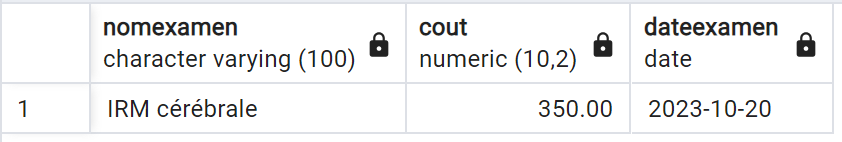 nomexamen cout dateexamen
character varying (100) numeric (10,2) date
1 IRM cérébrale 350.00 2023-10-20